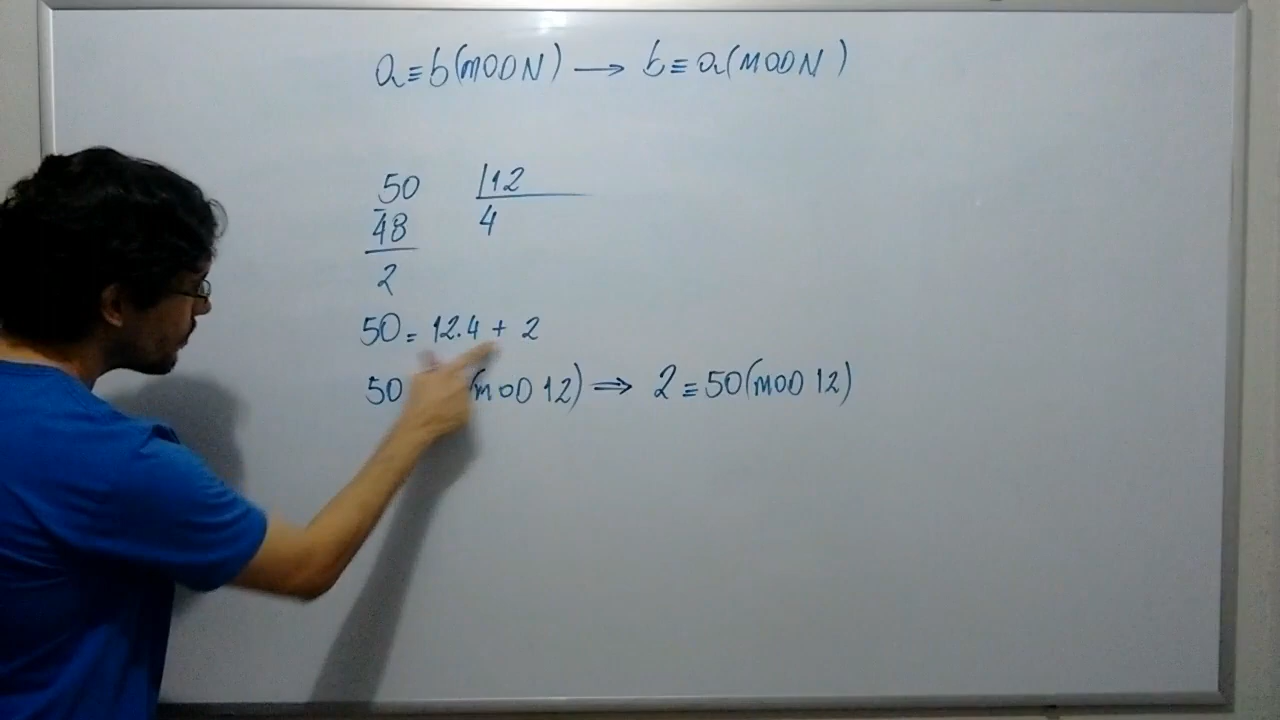 a≡b(MOD N) → b≡a(MOD N)
50 |12
-48 4
2
50 = 12.4 + 2
50 (MOD 12) ⇒ 2≡50(MOD 12)